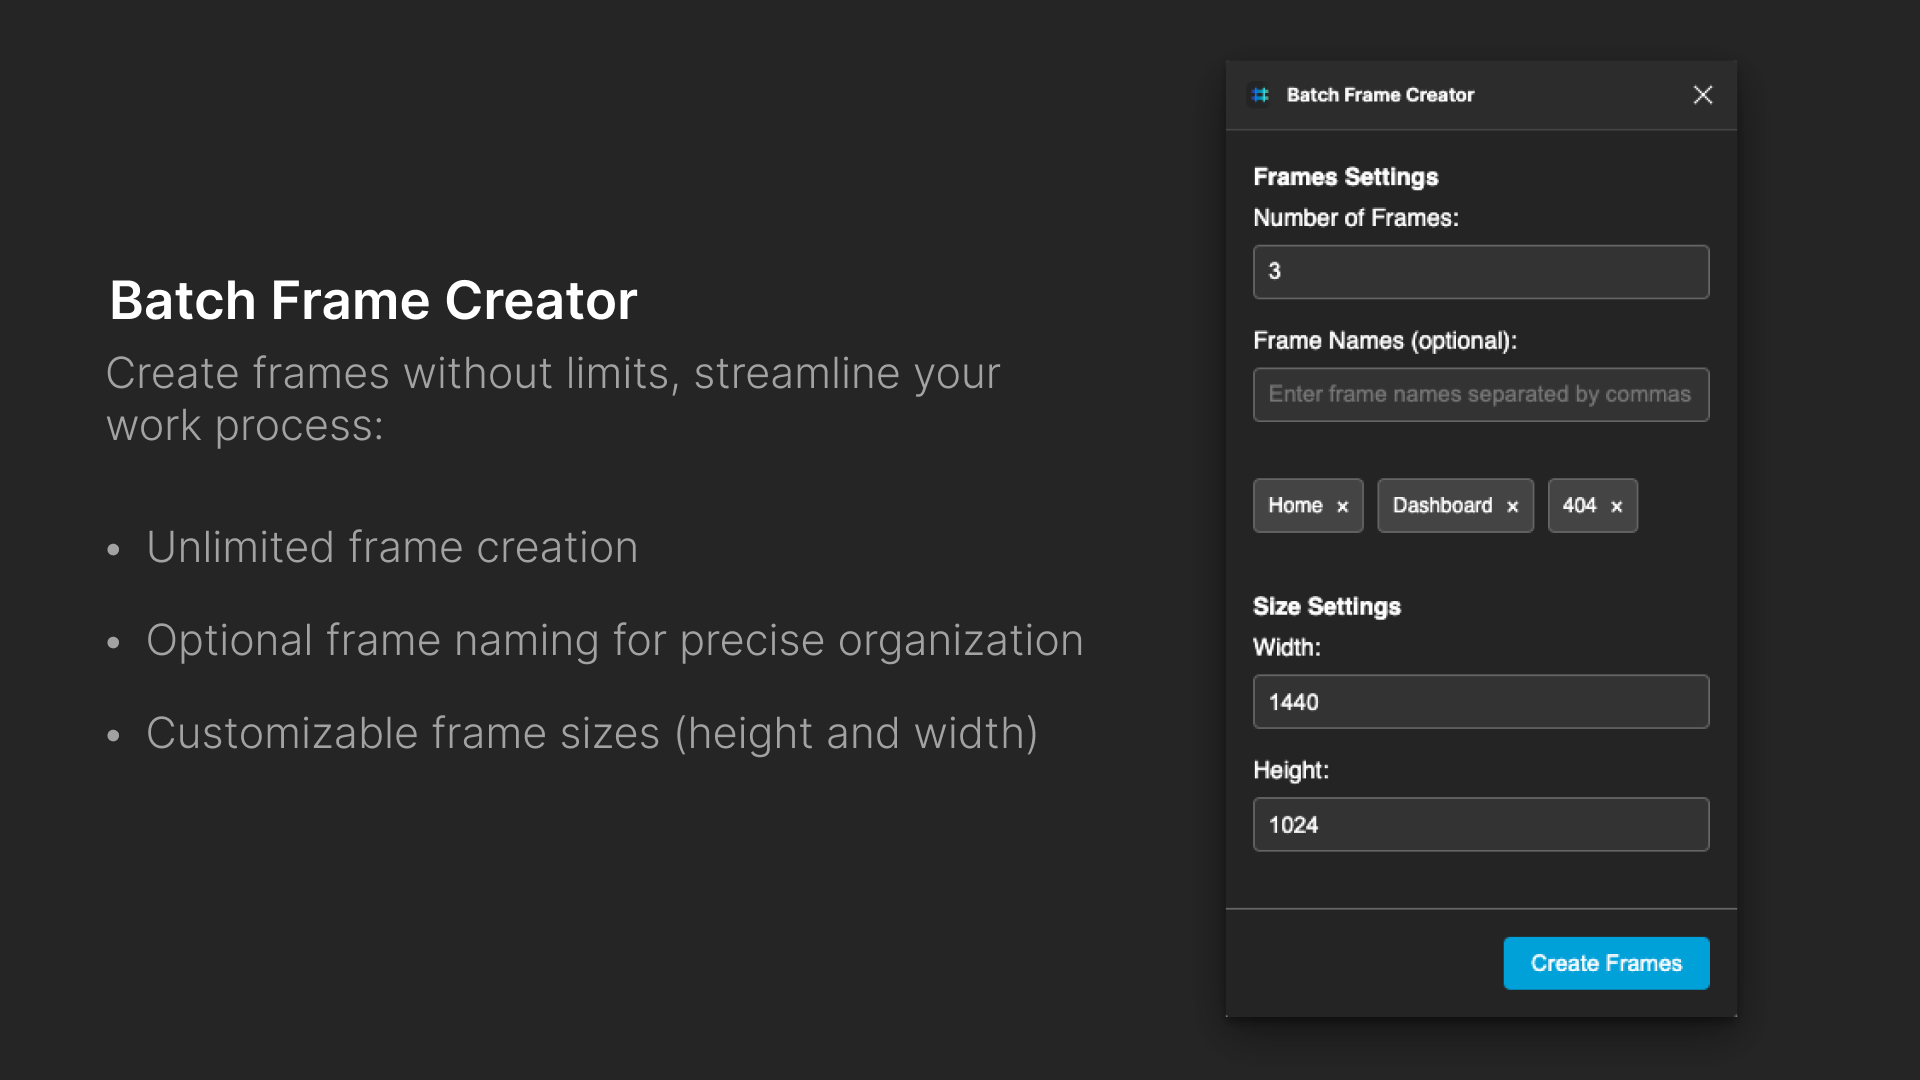 Batch Frame Creator
Create frames without limits, streamline your
work process:
• Unlimited frame creation
• Optional frame naming for precise organization
• Customizable frame sizes (height and width)
Batch Frame Creator
Frames Settings
Number of Frames:
3
Frame Names (optional):
Enter frame names separated by commas
Home × Dashboard × 404 ×
Size Settings
Width:
1440
Height:
1024
Create Frames